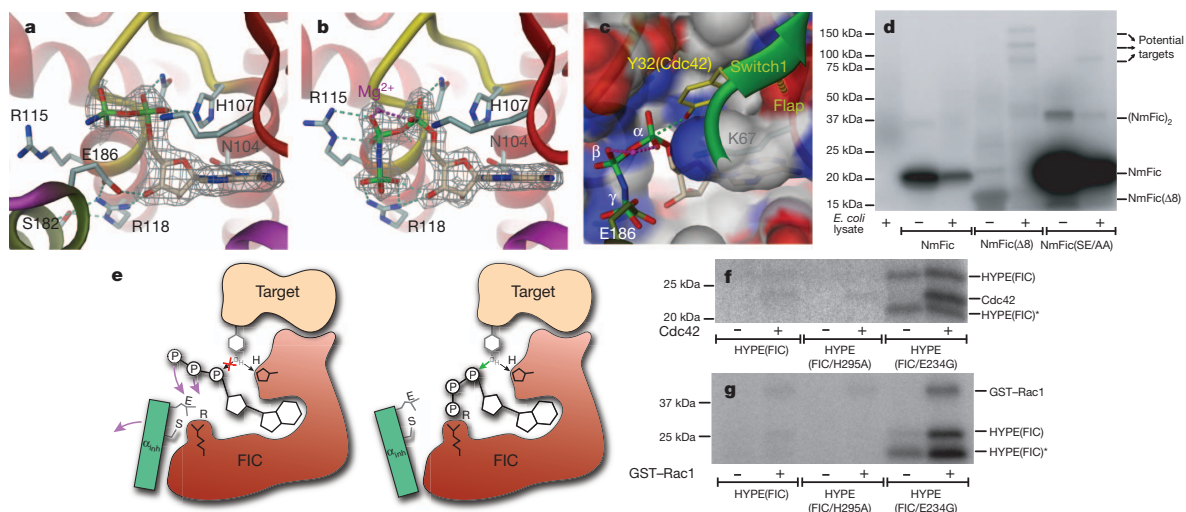 a
R115
H107
N104
E186
S182
R118
b
Mg2+
R115
H107
N104
R118
c
Y32(Cdc42)
Switch1
Flap
K67
α
β
γ
E186
d
150 kDa
100 kDa
75 kDa
50 kDa
37 kDa
25 kDa
20 kDa
15 kDa
Potential
targets
(NmFic)2
NmFic
NmFic(Δ8)
E. coli
lysate
+ − + − + − +
NmFic NmFic(Δ8) NmFic(SE/AA)
e
Target
P P P
H
E
S
R
αinh
FIC
Target
P
P
P
H
E
S
R
αinh
FIC
f
25 kDa
20 kDa
HYPE(FIC)
Cdc42
HYPE(FIC)*
Cdc42 − + − + − +
HYPE(FIC) HYPE HYPE
(FIC/H295A) (FIC/E234G)
g
37 kDa
25 kDa
GST–Rac1
HYPE(FIC)
HYPE(FIC)*
GST–Rac1 − + − + − +
HYPE(FIC) HYPE HYPE
(FIC/H295A) (FIC/E234G)